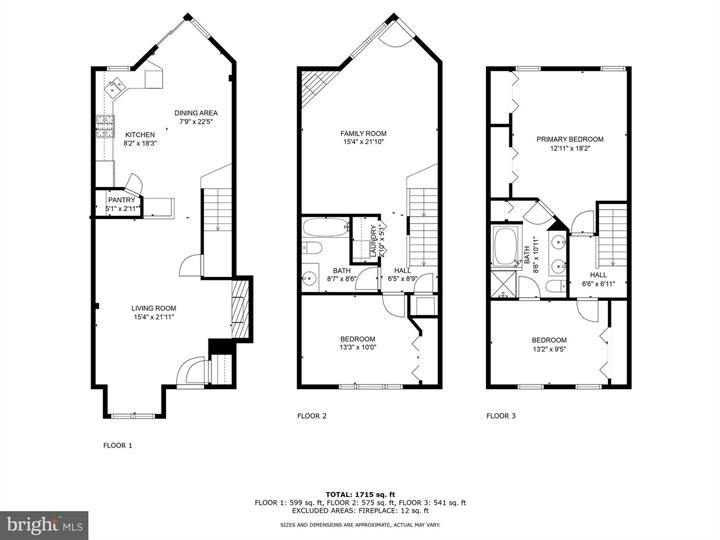 DINING AREA
7'9" x 22'5"
KITCHEN
8'2" x 18'3"
PANTRY
5'1" x 2'11"
LIVING ROOM
15'4" x 21'11"
FLOOR 1
FAMILY ROOM
15'4" x 21'10"
LAUNDRY
2'10" x 5'1"
BATH
8'7" x 8'6"
HALL
6'5" x 8'9"
BEDROOM
13'3" x 10'0"
FLOOR 2
PRIMARY BEDROOM
12'11" x 18'2"
BATH
8'6" x 10'11"
HALL
6'6" x 6'11"
BEDROOM
13'2" x 9'5"
FLOOR 3
TOTAL: 1715 sq. ft
FLOOR 1: 599 sq. ft, FLOOR 2: 575 sq. ft, FLOOR 3: 541 sq. ft
EXCLUDED AREAS: FIREPLACE: 12 sq. ft
SIZES AND DIMENSIONS ARE APPROXIMATE, ACTUAL MAY VARY.
bright MLS